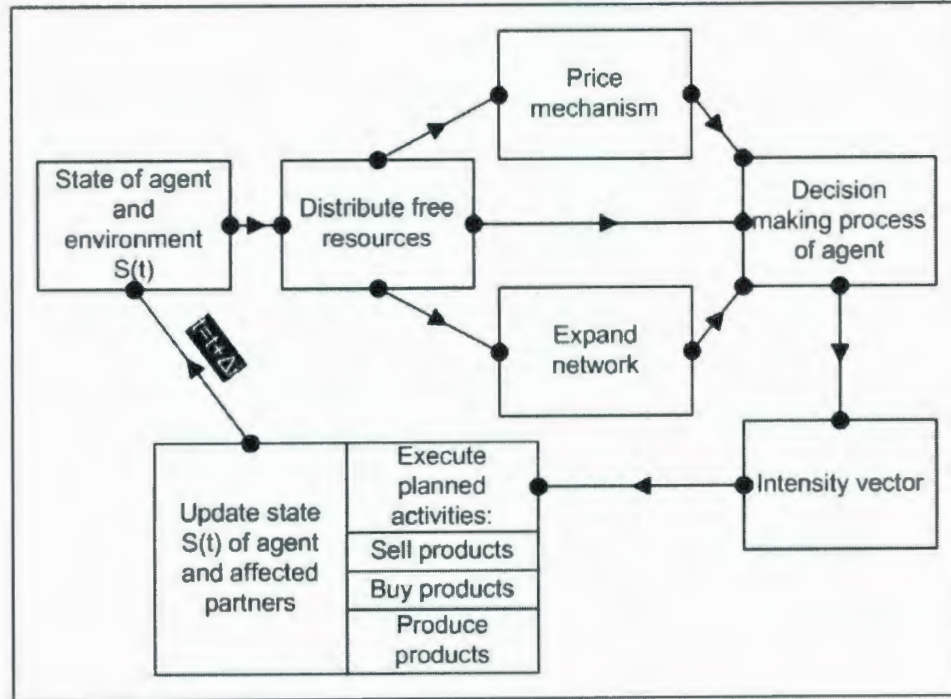 Price
mechanism
State of agent
and
environment
S(t)
Distribute free
resources
Decision
making process
of agent
Expand
network
t=t+Δ
Intensity vector
Update state
S(t) of agent
and affected
partners
Execute
planned
activities:
Sell products
Buy products
Produce
products